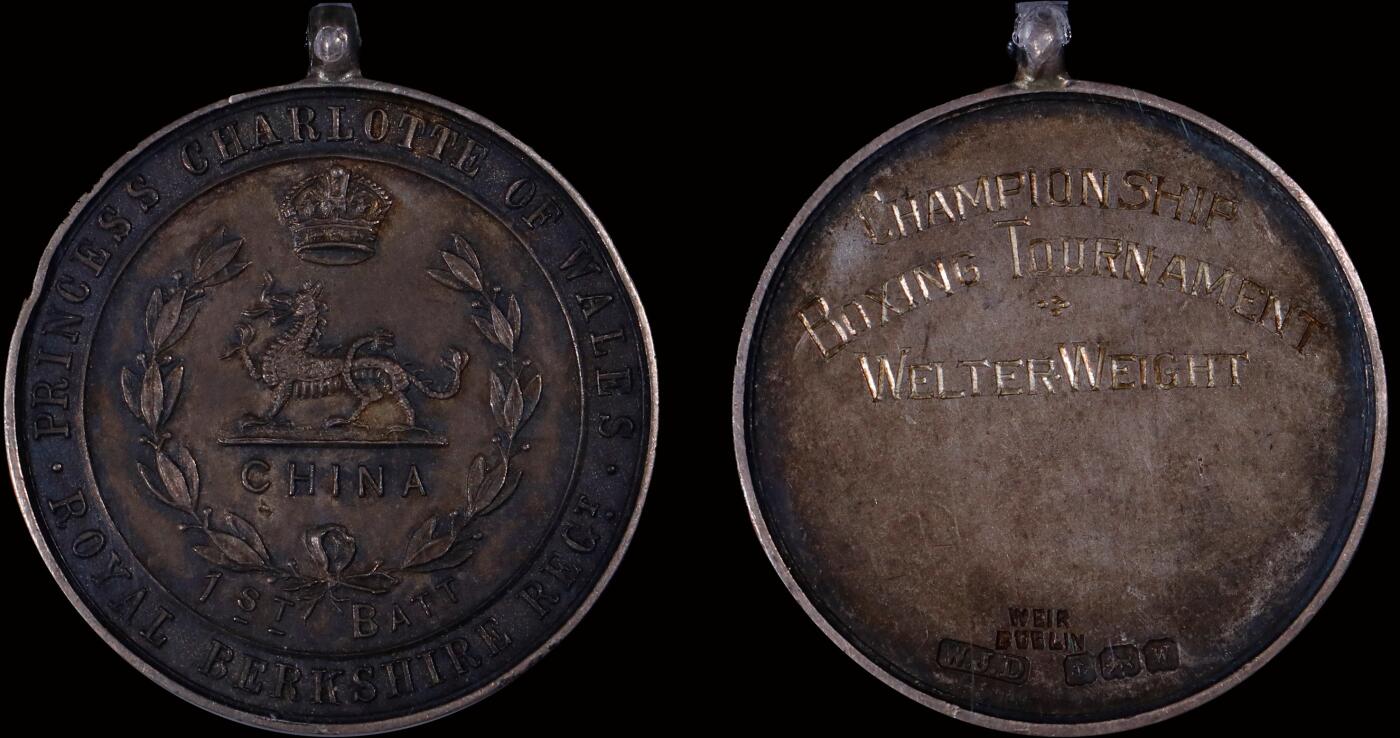 PRINCESS CHARLOTTE OF WALES
· ROYAL BERKSHIRE REGT ·
CHINA
1ST BATT
CHAMPIONSHIP
BOXING TOURNAMENT
WELTER-WEIGHT
WEIR
DUBLIN
W.J.D